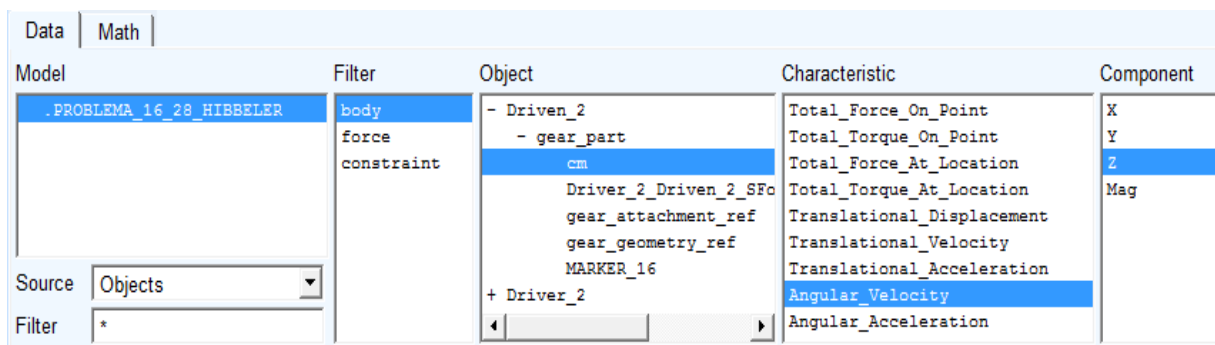 Data Math
Model Filter Object Characteristic Component
.PROBLEMA_16_28_HIBBELER body - Driven_2 Total_Force_On_Point X
force - gear_part Total_Torque_On_Point Y
constraint cm Total_Force_At_Location Z
Driver_2_Driven_2_SFo Total_Torque_At_Location Mag
gear_attachment_ref Translational_Displacement
gear_geometry_ref Translational_Velocity
Source Objects MARKER_16 Translational_Acceleration
+ Driver_2 Angular_Velocity
Filter * Angular_Acceleration